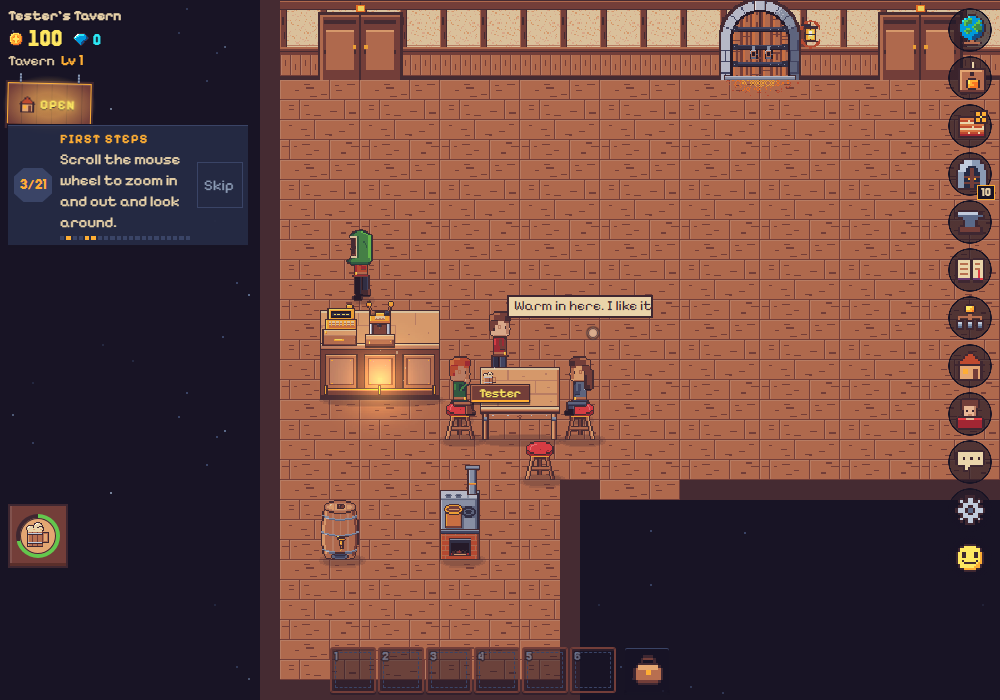 Tester's Tavern
100 0
Tavern Lv 1
OPEN
FIRST STEPS
3/21
Scroll the mouse
wheel to zoom in
and out and look
around.
Skip
10
Warm in here. I like it
Tester
1 2 3 4 5 6